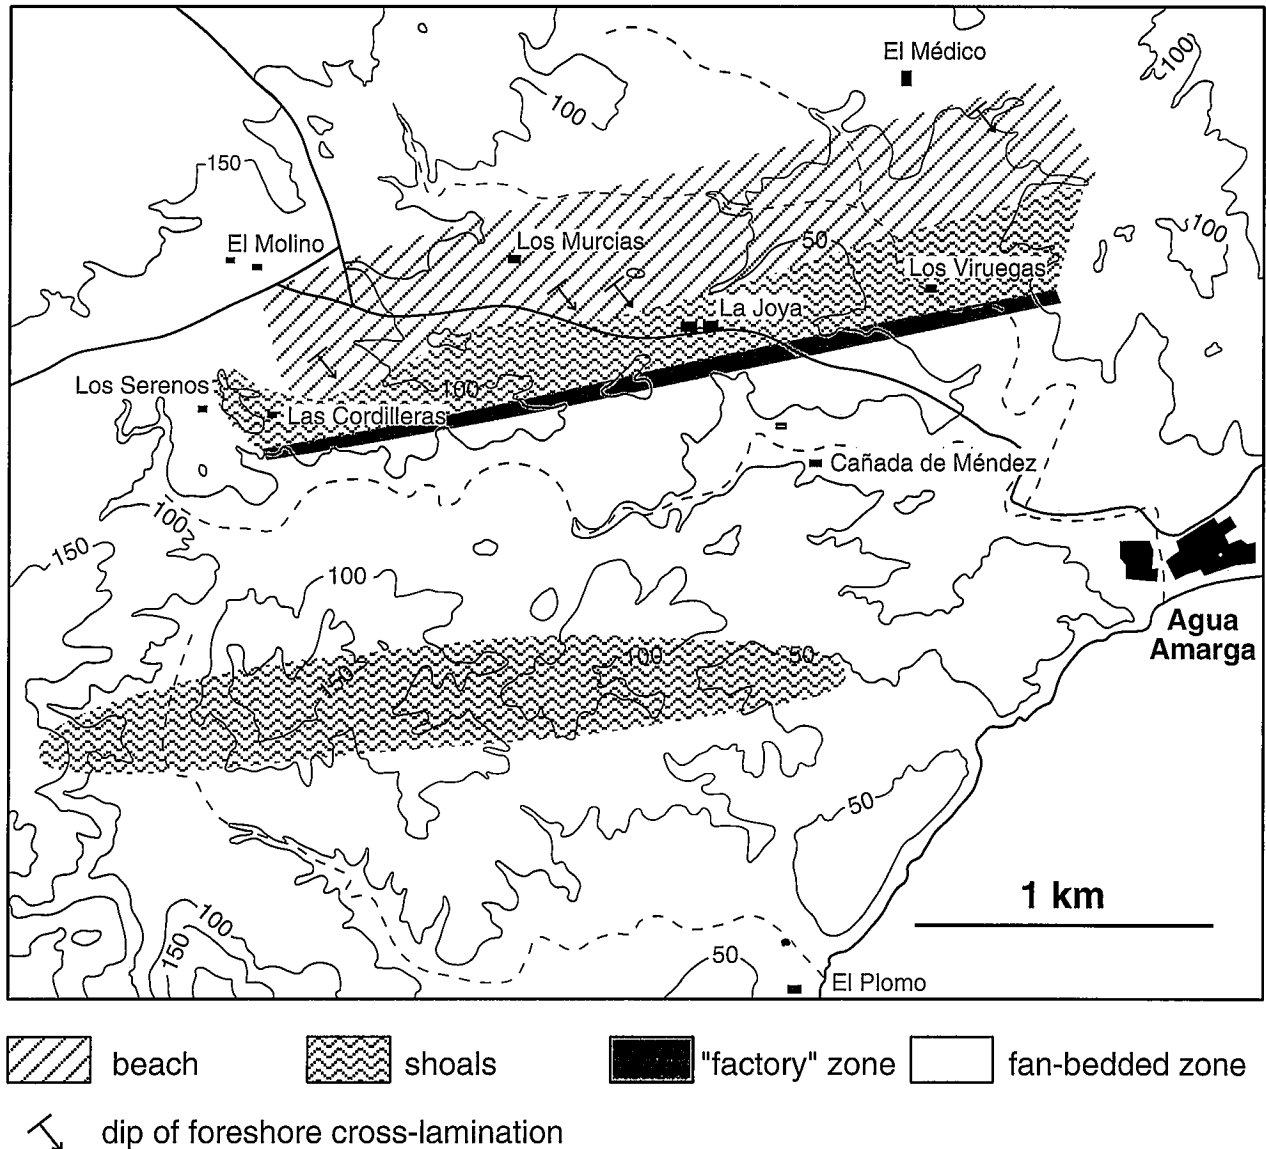 El Médico
100
100
150
El Molino
Los Murcias
50
100
Los Viruegas
La Joya
Los Serenos
100
Las Cordilleras
Cañada de Méndez
100
150
100
Agua
Amarga
150
100
50
50
100
150
50
1 km
El Plomo
beach
shoals
"factory" zone
fan-bedded zone
dip of foreshore cross-lamination